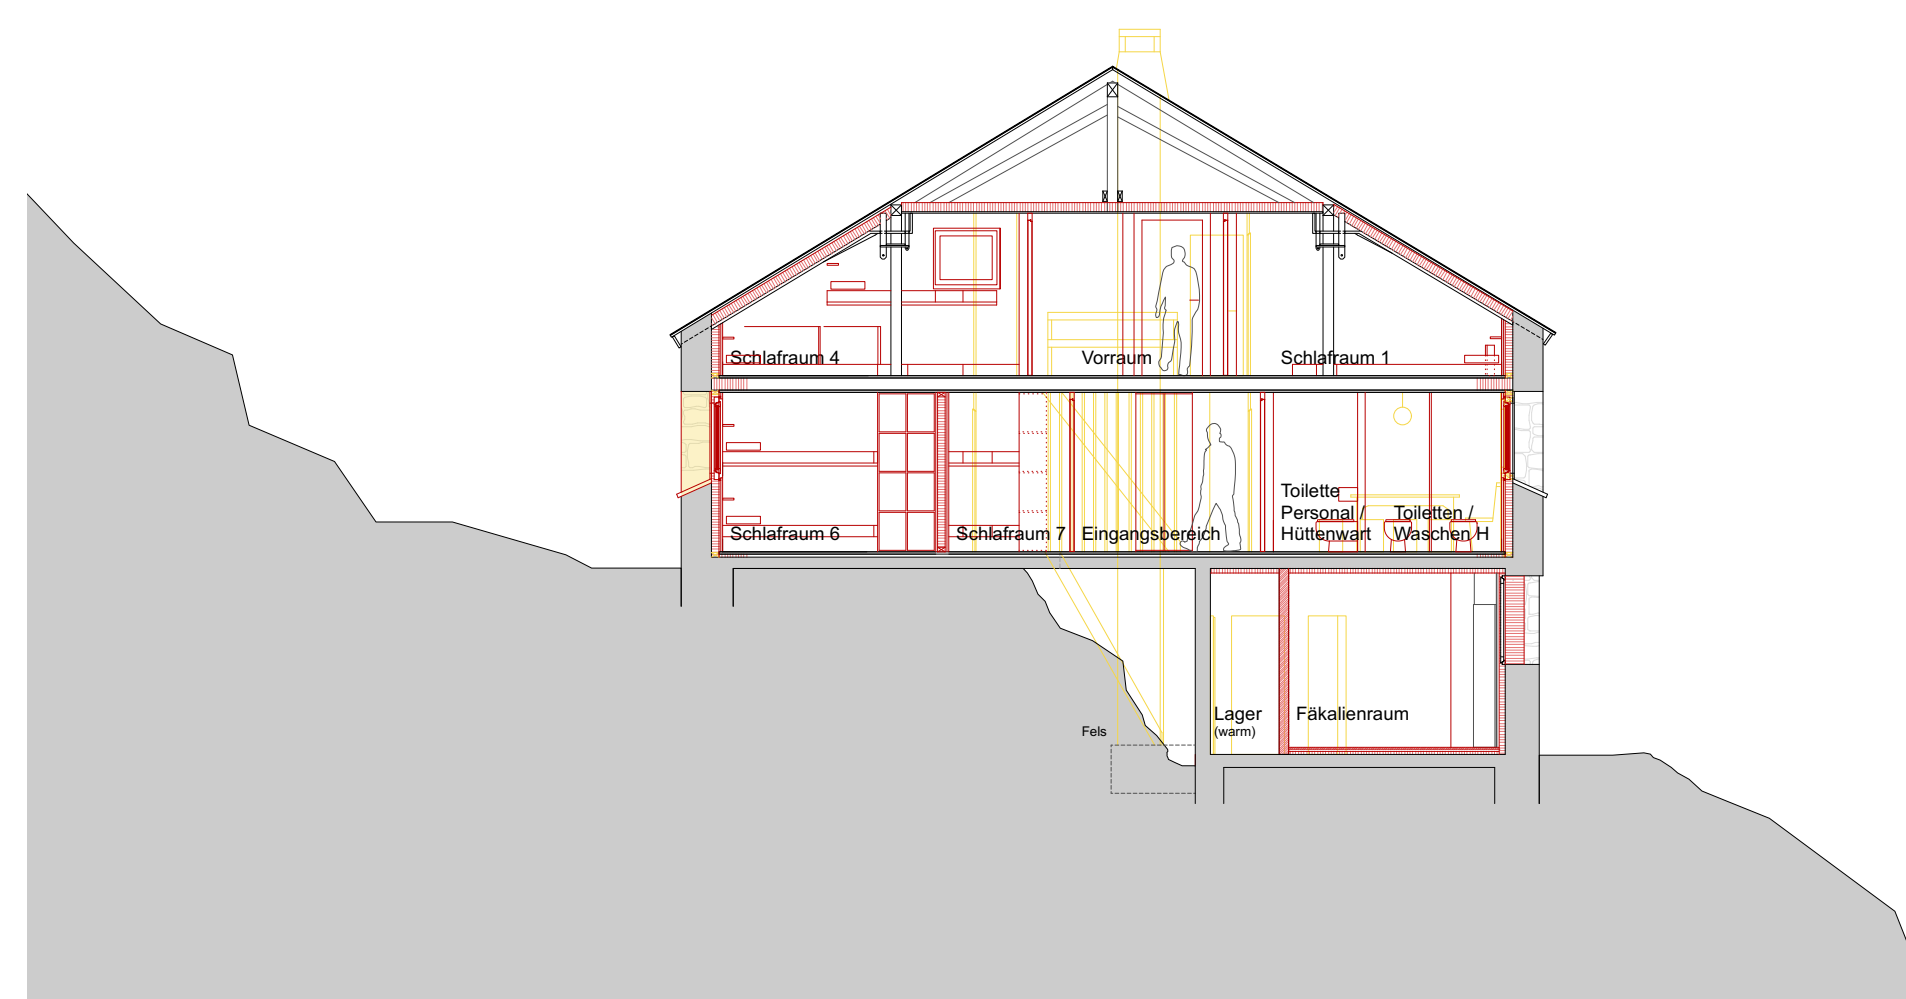 Schlafraum 4
Vorraum
Schlafraum 1
Schlafraum 6
Schlafraum 7
Eingangsbereich
Toilette
Personal /
Hüttenwart
Toiletten /
Waschen H
Fels
Lager
(warm)
Fäkalienraum